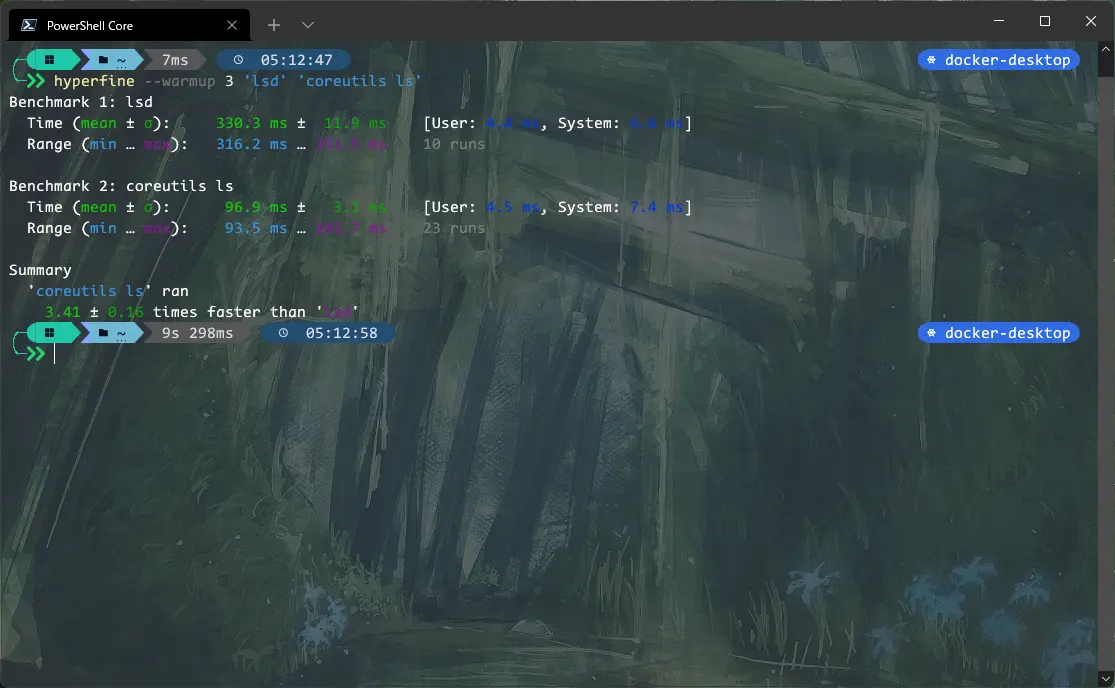 PowerShell Core
~ 7ms 05:12:47 docker-desktop
hyperfine --warmup 3 'lsd' 'coreutils ls'
Benchmark 1: lsd
Time (mean ± σ): 330.3 ms ± 11.9 ms [User: ms, System: ms]
Range (min … max): 316.2 ms … ms 10 runs
Benchmark 2: coreutils ls
Time (mean ± σ): 96.9 ms ± 3.1 ms [User: 4.5 ms, System: 7.4 ms]
Range (min … max): 93.5 ms … ms 23 runs
Summary
'coreutils ls' ran
3.41 ± 0.16 times faster than 'lsd'
~ 9s 298ms 05:12:58 docker-desktop